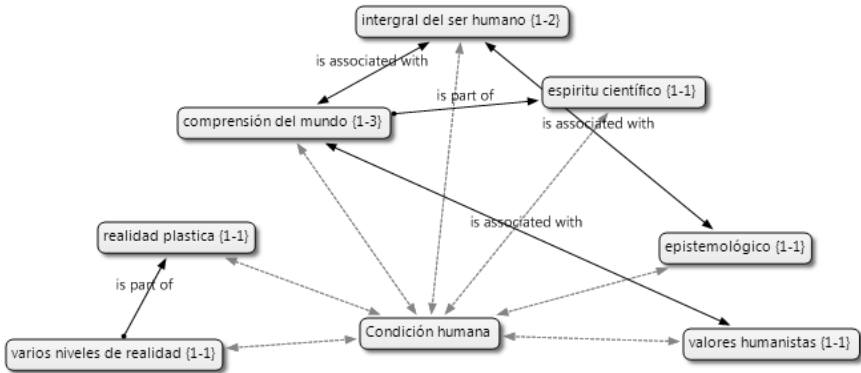 intergral del ser humano {1-2}
is associated with
espiritu científico {1-1}
is part of
comprensión del mundo {1-3}
is associated with
is associated with
realidad plastica {1-1}
epistemológico {1-1}
is part of
Condición humana
varios niveles de realidad {1-1}
valores humanistas {1-1}